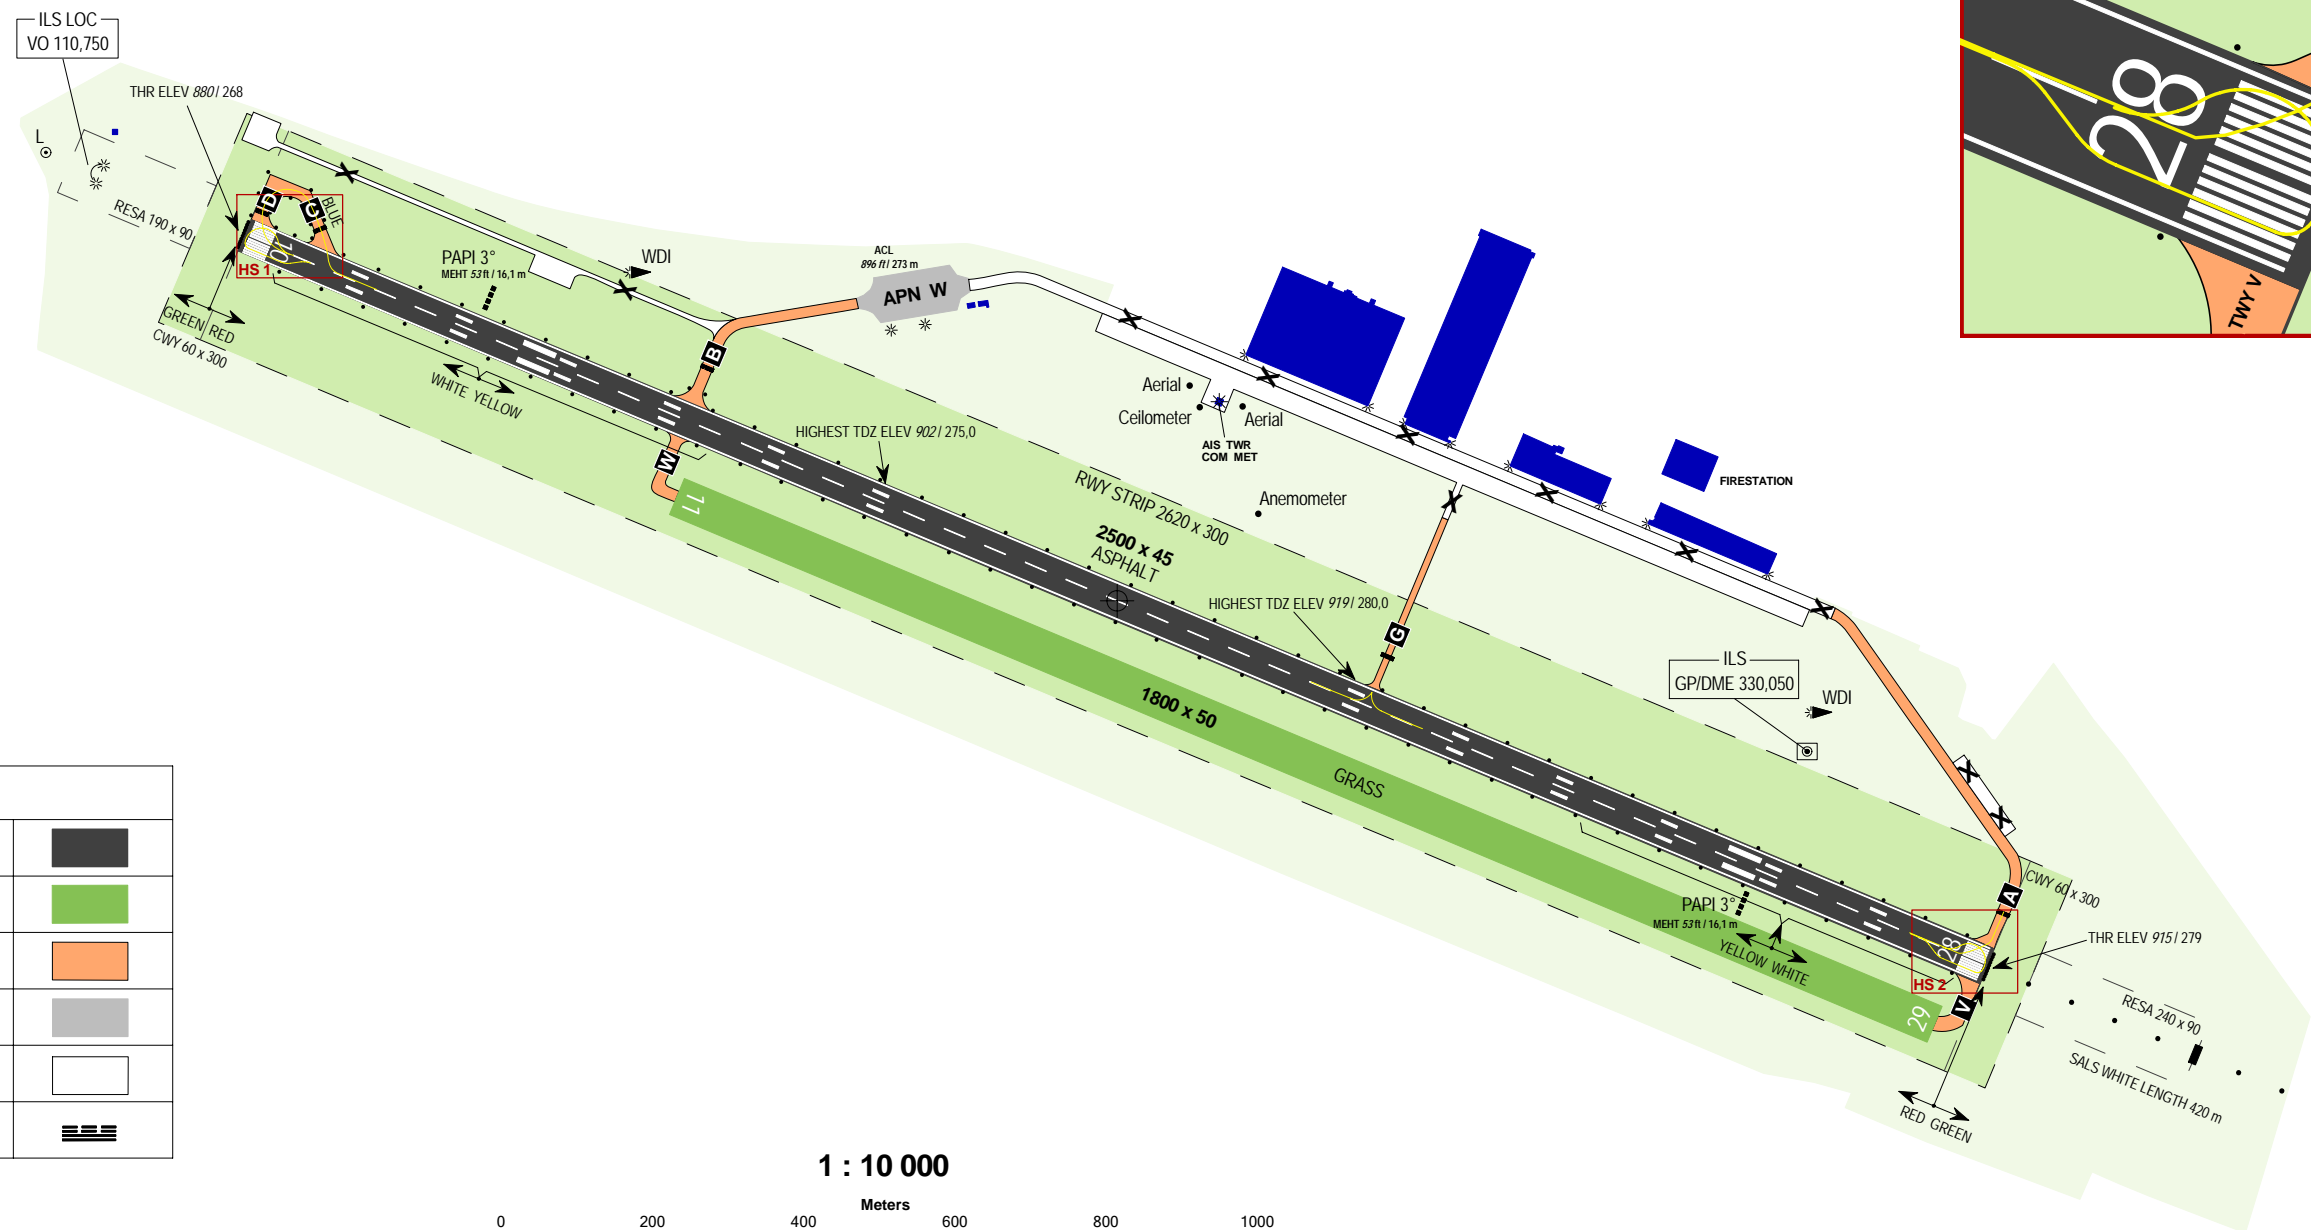 ILS LOC
VO 110,750
THR ELEV 880/ 268
L
RESA 190 x 90
D
C
BLUE
10
HS 1
GREEN RED
CWY 60 x 300
PAPI 3°
MEHT 53 ft / 16,1 m
WHITE YELLOW
WDI
ACL
896 ft/ 273 m
APN W
B
W
11
HIGHEST TDZ ELEV 902/ 275,0
Aerial
Ceilometer
Aerial
AIS TWR
COM MET
Anemometer
FIRESTATION
RWY STRIP 2620 x 300
2500 x 45
ASPHALT
HIGHEST TDZ ELEV 919/ 280,0
G
1800 x 50
GRASS
ILS
GP/DME 330,050
WDI
PAPI 3°
MEHT 53 ft / 16,1 m
YELLOW WHITE
A
CWY 60 x 300
28
HS 2
THR ELEV 915/ 279
V
29
RESA 240 x 90
SALS WHITE LENGTH 420 m
RED GREEN
28
TWY V
1 : 10 000
Meters
0 200 400 600 800 1000